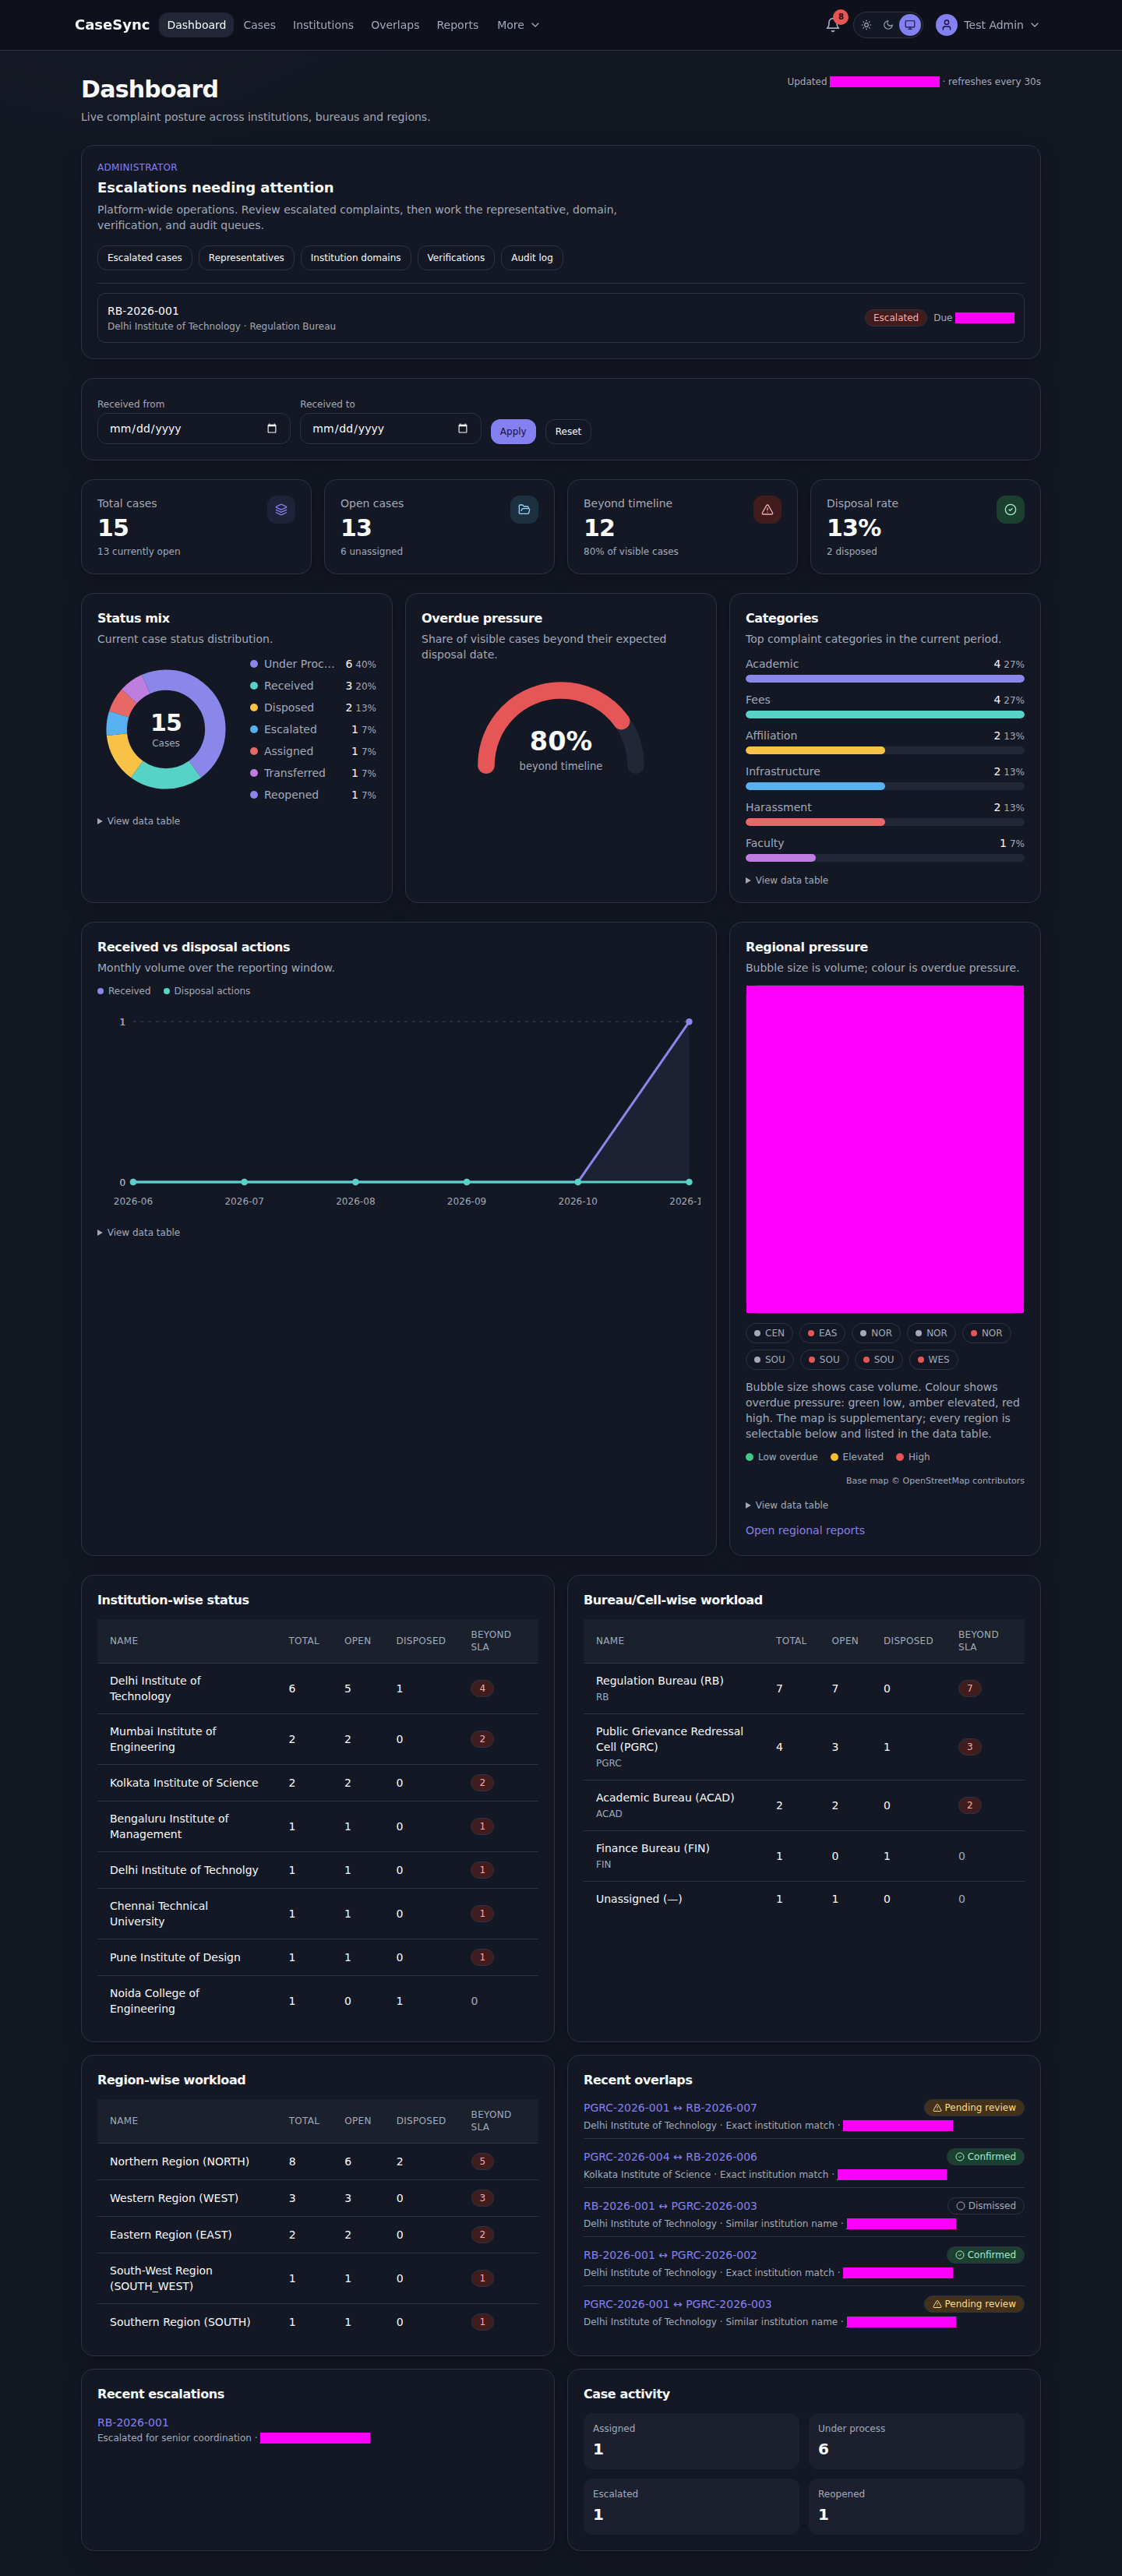 CaseSync Dashboard Cases Institutions Overlaps Reports More 8 Test Admin
Dashboard
Updated · refreshes every 30s
Live complaint posture across institutions, bureaus and regions.
ADMINISTRATOR
Escalations needing attention
Platform-wide operations. Review escalated complaints, then work the representative, domain,
verification, and audit queues.
Escalated cases Representatives Institution domains Verifications Audit log
RB-2026-001
Delhi Institute of Technology · Regulation Bureau
Escalated Due
Received from Received to
mm/dd/yyyy mm/dd/yyyy Apply Reset
Total cases
15
13 currently open
Open cases
13
6 unassigned
Beyond timeline
12
80% of visible cases
Disposal rate
13%
2 disposed
Status mix
Current case status distribution.
15
Cases
Under Proc... 6 40%
Received 3 20%
Disposed 2 13%
Escalated 1 7%
Assigned 1 7%
Transferred 1 7%
Reopened 1 7%
View data table
Overdue pressure
Share of visible cases beyond their expected
disposal date.
80%
beyond timeline
Categories
Top complaint categories in the current period.
Academic 4 27%
Fees 4 27%
Affiliation 2 13%
Infrastructure 2 13%
Harassment 2 13%
Faculty 1 7%
View data table
Received vs disposal actions
Monthly volume over the reporting window.
Received Disposal actions
1
0
2026-06 2026-07 2026-08 2026-09 2026-10 2026-1
View data table
Regional pressure
Bubble size is volume; colour is overdue pressure.
CEN EAS NOR NOR NOR
SOU SOU SOU WES
Bubble size shows case volume. Colour shows
overdue pressure: green low, amber elevated, red
high. The map is supplementary; every region is
selectable below and listed in the data table.
Low overdue Elevated High
Base map © OpenStreetMap contributors
View data table
Open regional reports
Institution-wise status
NAME TOTAL OPEN DISPOSED BEYOND
SLA
Delhi Institute of
Technology 6 5 1 4
Mumbai Institute of
Engineering 2 2 0 2
Kolkata Institute of Science 2 2 0 2
Bengaluru Institute of
Management 1 1 0 1
Delhi Institute of Technolgy 1 1 0 1
Chennai Technical
University 1 1 0 1
Pune Institute of Design 1 1 0 1
Noida College of
Engineering 1 0 1 0
Bureau/Cell-wise workload
NAME TOTAL OPEN DISPOSED BEYOND
SLA
Regulation Bureau (RB) 7 7 0 7
RB
Public Grievance Redressal
Cell (PGRC) 4 3 1 3
PGRC
Academic Bureau (ACAD) 2 2 0 2
ACAD
Finance Bureau (FIN) 1 0 1 0
FIN
Unassigned (—) 1 1 0 0
Region-wise workload
NAME TOTAL OPEN DISPOSED BEYOND
SLA
Northern Region (NORTH) 8 6 2 5
Western Region (WEST) 3 3 0 3
Eastern Region (EAST) 2 2 0 2
South-West Region
(SOUTH_WEST) 1 1 0 1
Southern Region (SOUTH) 1 1 0 1
Recent overlaps
PGRC-2026-001 ↔ RB-2026-007 Pending review
Delhi Institute of Technology · Exact institution match ·
PGRC-2026-004 ↔ RB-2026-006 Confirmed
Kolkata Institute of Science · Exact institution match ·
RB-2026-001 ↔ PGRC-2026-003 Dismissed
Delhi Institute of Technology · Similar institution name ·
RB-2026-001 ↔ PGRC-2026-002 Confirmed
Delhi Institute of Technology · Exact institution match ·
PGRC-2026-001 ↔ PGRC-2026-003 Pending review
Delhi Institute of Technology · Similar institution name ·
Recent escalations
RB-2026-001
Escalated for senior coordination ·
Case activity
Assigned
1
Under process
6
Escalated
1
Reopened
1